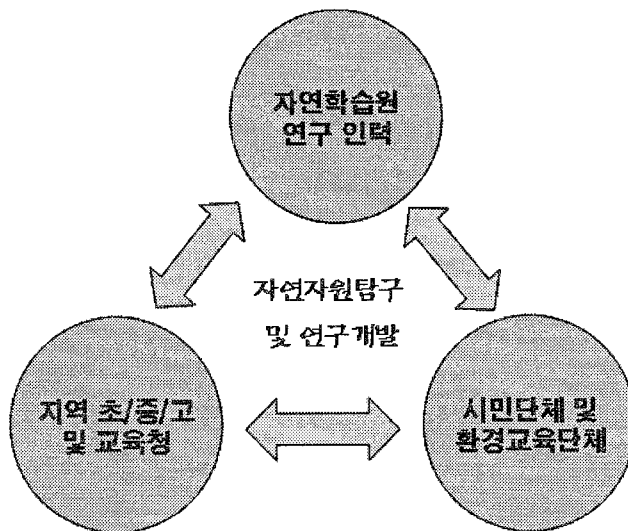 자연학습원
연구 인력
자연자원탐구
및 연구개발
지역 초/중/고
및 교육청
시민단체 및
환경교육단체